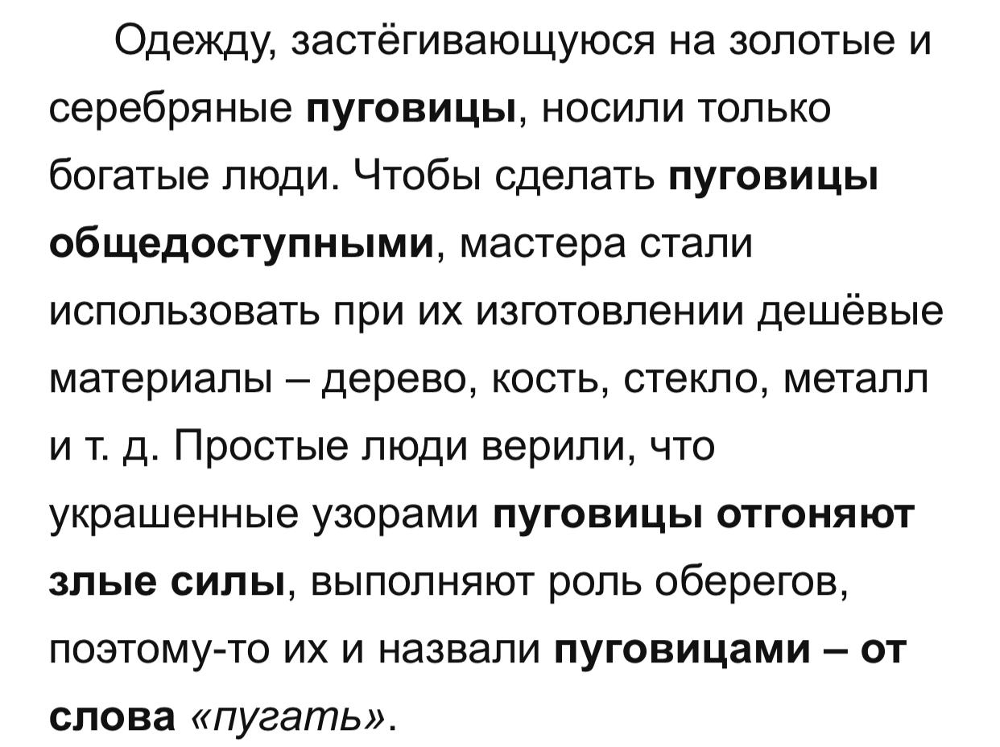 Одежду, застёгивающуюся на золотые и
серебряные пуговицы, носили только
богатые люди. Чтобы сделать пуговицы
общедоступными, мастера стали
использовать при их изготовлении дешёвые
материалы – дерево, кость, стекло, металл
и т. д. Простые люди верили, что
украшенные узорами пуговицы отгоняют
злые силы, выполняют роль оберегов,
поэтому-то их и назвали пуговицами – от
слова «пугать».